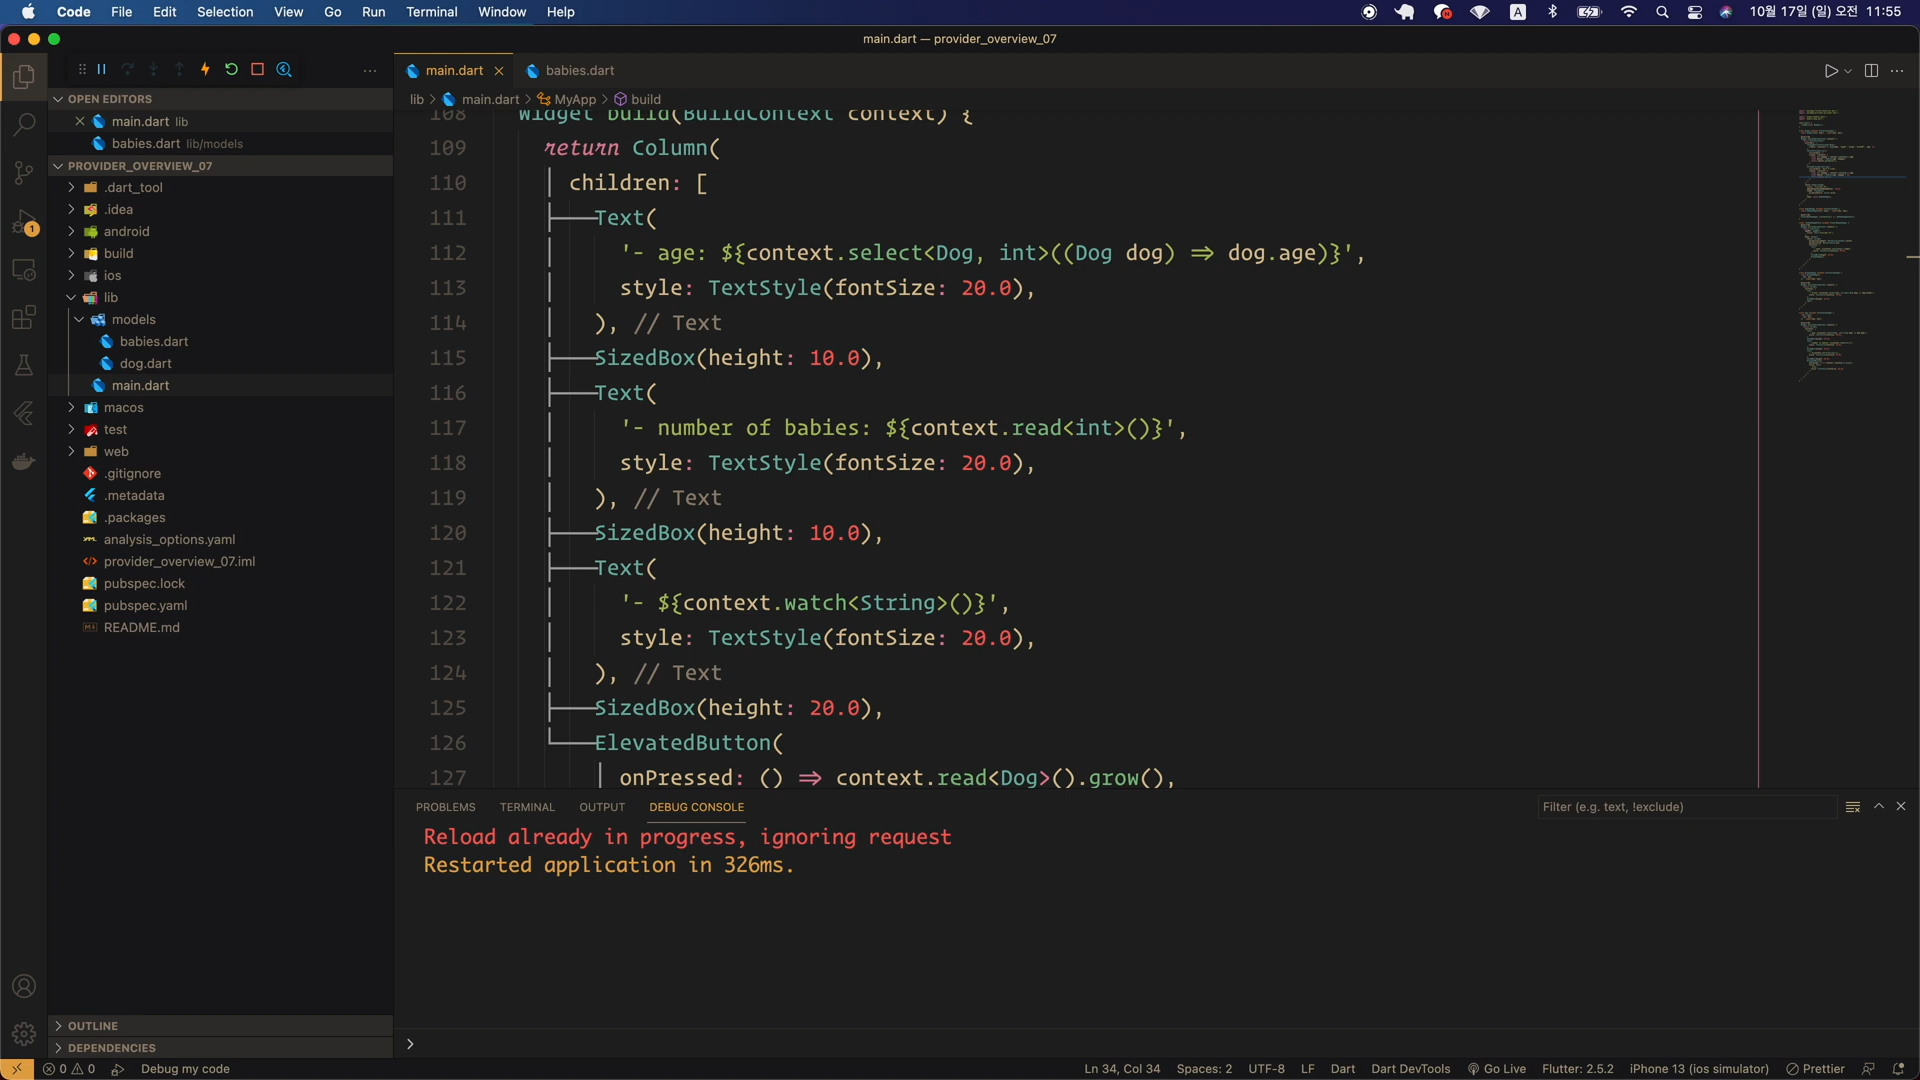 Code File Edit Selection View Go Run Terminal Window Help
A 10월 17일 (일) 오전 11:55
main.dart — provider_overview_07
main.dart babies.dart
OPEN EDITORS
main.dart lib
babies.dart lib/models
PROVIDER_OVERVIEW_07
.dart_tool
.idea
android
build
ios
lib
models
babies.dart
dog.dart
main.dart
macos
test
web
.gitignore
.metadata
.packages
analysis_options.yaml
provider_overview_07.iml
pubspec.lock
pubspec.yaml
README.md
OUTLINE
DEPENDENCIES
1
lib > main.dart > MyApp > build
108 Widget build(BuildContext context) {
109 return Column(
110 children: [
111 Text(
112 '- age: ${context.select<Dog, int>((Dog dog) => dog.age)}',
113 style: TextStyle(fontSize: 20.0),
114 ), // Text
115 SizedBox(height: 10.0),
116 Text(
117 '- number of babies: ${context.read<int>()}',
118 style: TextStyle(fontSize: 20.0),
119 ), // Text
120 SizedBox(height: 10.0),
121 Text(
122 '- ${context.watch<String>()}',
123 style: TextStyle(fontSize: 20.0),
124 ), // Text
125 SizedBox(height: 20.0),
126 ElevatedButton(
127 onPressed: () => context.read<Dog>().grow(),
PROBLEMS TERMINAL OUTPUT DEBUG CONSOLE Filter (e.g. text, !exclude)
Reload already in progress, ignoring request
Restarted application in 326ms.
0 0 Debug my code Ln 34, Col 34 Spaces: 2 UTF-8 LF Dart Dart DevTools Go Live Flutter: 2.5.2 iPhone 13 (ios simulator) Prettier